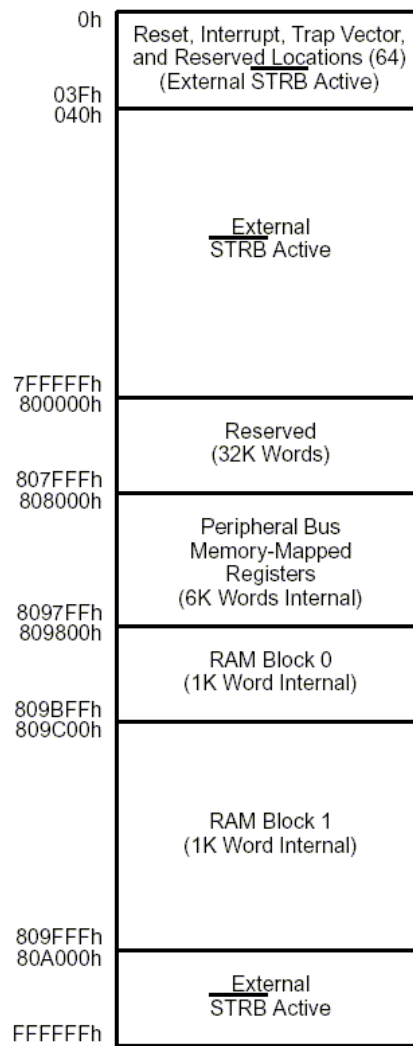 0h
Reset, Interrupt, Trap Vector,
and Reserved Locations (64)
(External STRB Active)
03Fh
040h
External
STRB Active
7FFFFFh
800000h
Reserved
(32K Words)
807FFFh
808000h
Peripheral Bus
Memory-Mapped
Registers
(6K Words Internal)
8097FFh
809800h
RAM Block 0
(1K Word Internal)
809BFFh
809C00h
RAM Block 1
(1K Word Internal)
809FFFh
80A000h
External
STRB Active
FFFFFFh